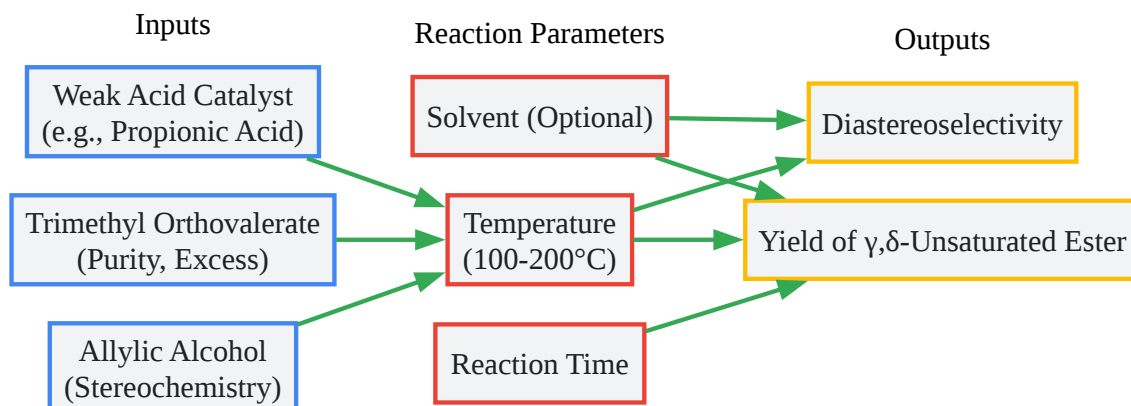 Inputs
Weak Acid Catalyst
(e.g., Propionic Acid)
Trimethyl Orthovalerate
(Purity, Excess)
Allylic Alcohol
(Stereochemistry)
Reaction Parameters
Solvent (Optional)
Temperature
(100-200°C)
Reaction Time
Outputs
Diastereoselectivity
Yield of γ,δ-Unsaturated Ester